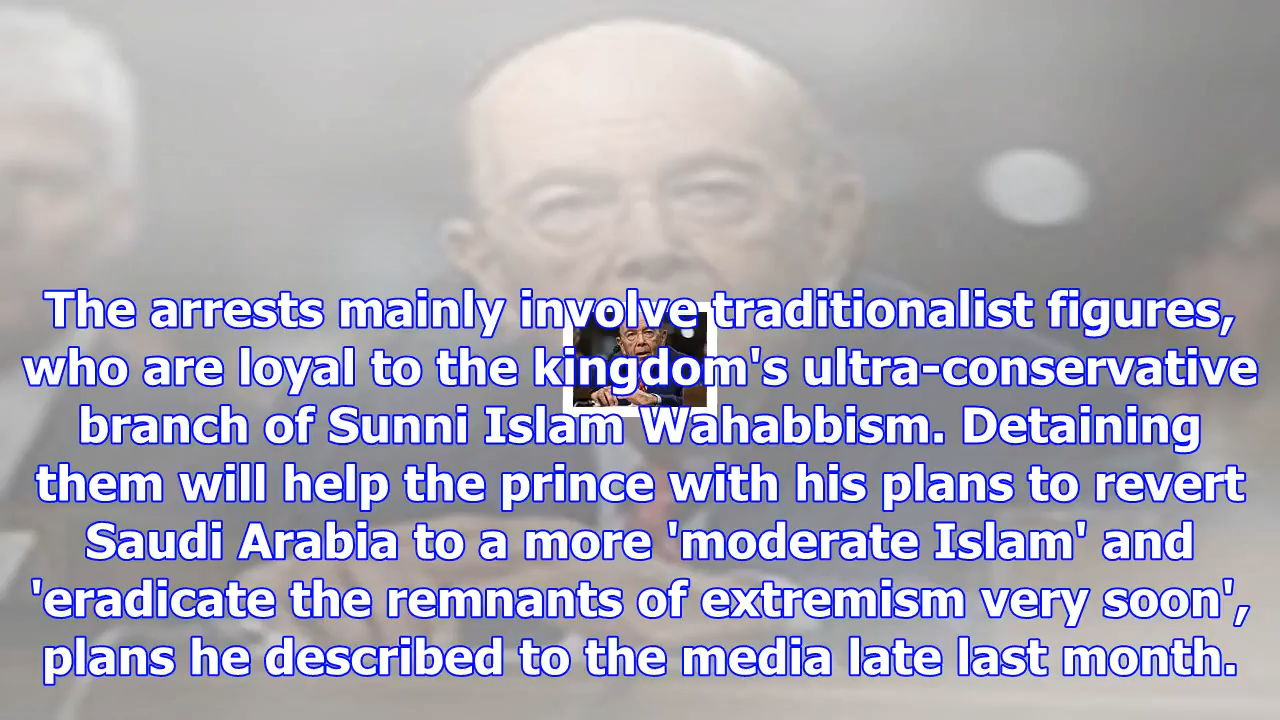 The arrests mainly involve traditionalist figures,
who are loyal to the kingdom's ultra-conservative
branch of Sunni Islam Wahabbism. Detaining
them will help the prince with his plans to revert
Saudi Arabia to a more 'moderate Islam' and
'eradicate the remnants of extremism very soon',
plans he described to the media late last month.